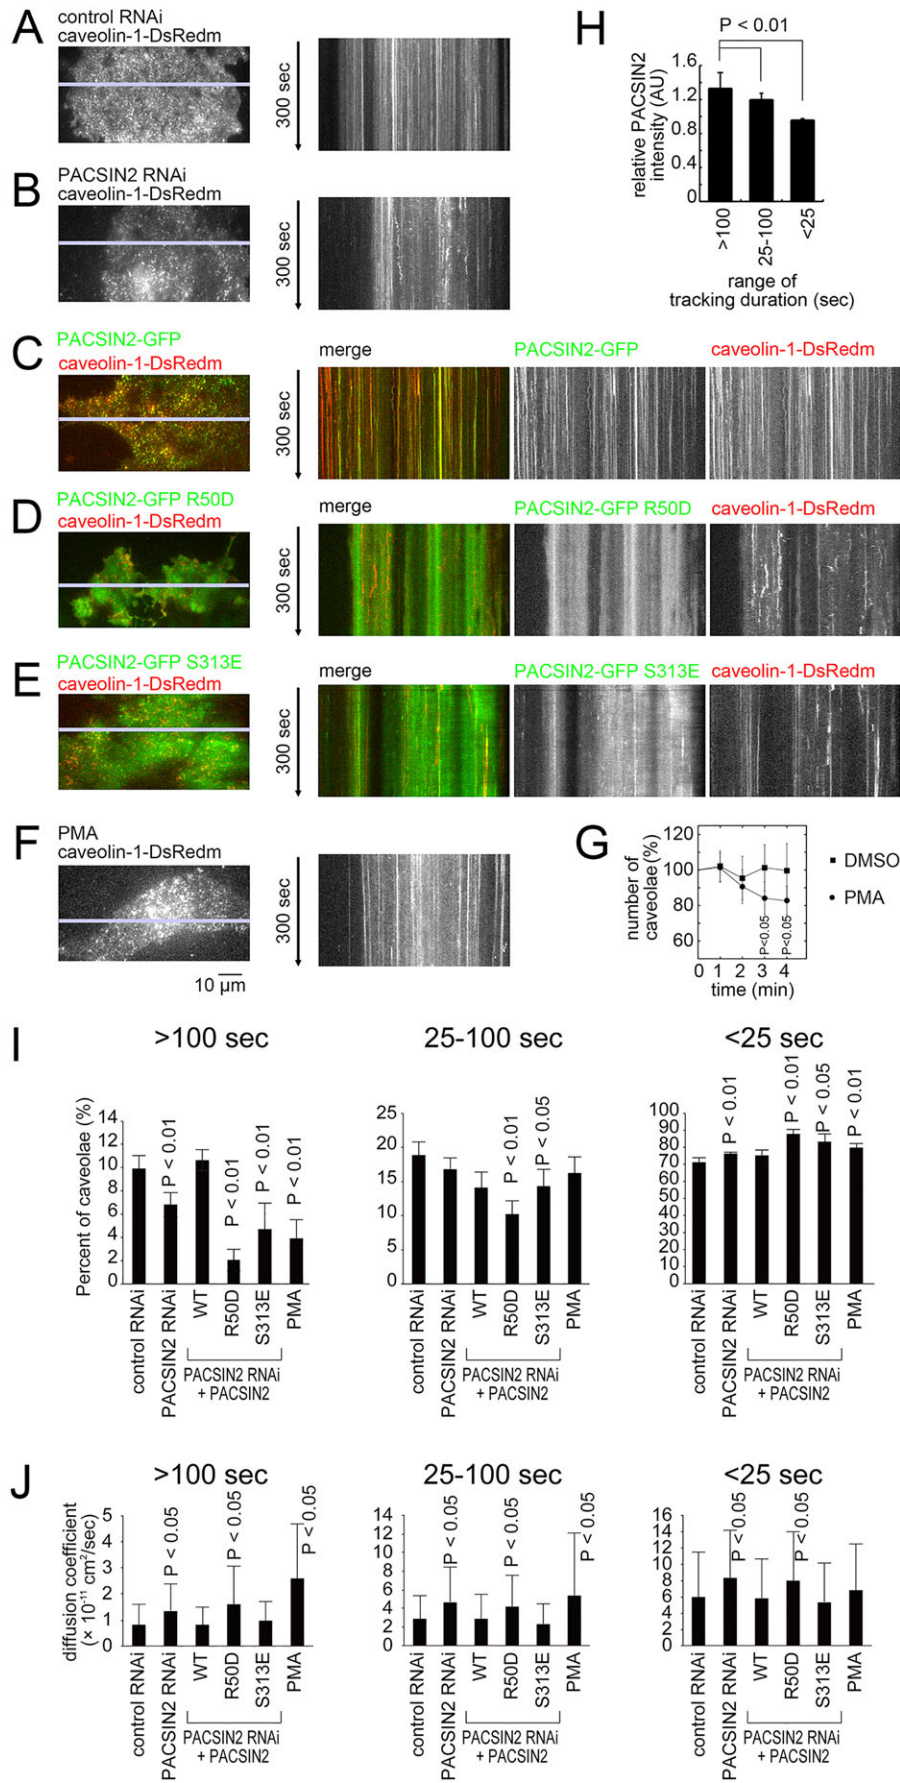 A
control RNAi
caveolin-1-DsRedm
300 sec
B
PACSIN2 RNAi
caveolin-1-DsRedm
300 sec
C
PACSIN2-GFP
caveolin-1-DsRedm
300 sec
merge
PACSIN2-GFP
caveolin-1-DsRedm
D
PACSIN2-GFP R50D
caveolin-1-DsRedm
300 sec
merge
PACSIN2-GFP R50D
caveolin-1-DsRedm
E
PACSIN2-GFP S313E
caveolin-1-DsRedm
300 sec
merge
PACSIN2-GFP S313E
caveolin-1-DsRedm
F
PMA
caveolin-1-DsRedm
300 sec
10 µm
H
P < 0.01
relative PACSIN2
intensity (AU)
1.6
1.2
0.8
0.4
0
>100
25-100
<25
range of
tracking duration (sec)
G
number of
caveolae (%)
120
100
80
60
0 1 2 3 4
time (min)
P<0.05
P<0.05
DMSO
PMA
I
>100 sec
Percent of caveolae (%)
14
12
10
8
6
4
2
0
P < 0.01
P < 0.01
P < 0.01
P < 0.01
control RNAi
PACSIN2 RNAi
WT
R50D
S313E
PMA
PACSIN2 RNAi
+ PACSIN2
25-100 sec
25
20
15
10
5
0
P < 0.01
P < 0.05
control RNAi
PACSIN2 RNAi
WT
R50D
S313E
PMA
PACSIN2 RNAi
+ PACSIN2
<25 sec
100
90
80
70
60
50
40
30
20
10
0
P < 0.01
P < 0.01
P < 0.05
P < 0.01
control RNAi
PACSIN2 RNAi
WT
R50D
S313E
PMA
PACSIN2 RNAi
+ PACSIN2
J
>100 sec
diffusion coefficient
(× 10⁻¹¹ cm²/sec)
5
4
3
2
1
0
P < 0.05
P < 0.05
P < 0.05
control RNAi
PACSIN2 RNAi
WT
R50D
S313E
PMA
PACSIN2 RNAi
+ PACSIN2
25-100 sec
14
12
10
8
6
4
2
0
P < 0.05
P < 0.05
P < 0.05
control RNAi
PACSIN2 RNAi
WT
R50D
S313E
PMA
PACSIN2 RNAi
+ PACSIN2
<25 sec
16
14
12
10
8
6
4
2
0
P < 0.05
P < 0.05
control RNAi
PACSIN2 RNAi
WT
R50D
S313E
PMA
PACSIN2 RNAi
+ PACSIN2